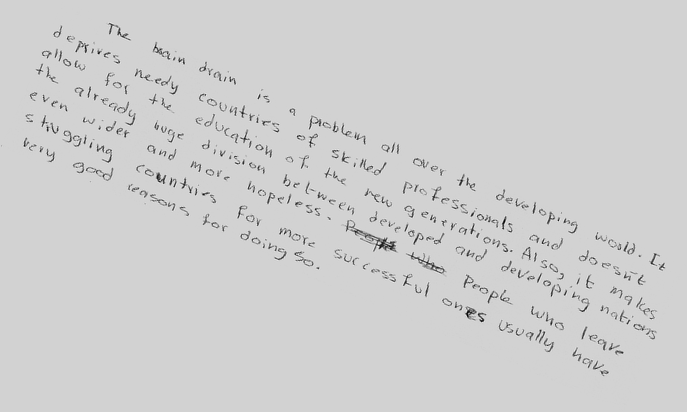 The brain drain is a problem all over the developing world. It
deprives needy countries of skilled professionals and doesn't
allow for the education of the new generations. Also, it makes
the already huge division between developed and developing nations
even wider and more hopeless. People who leave
struggling countries for more successful ones usually have
very good reasons for doing so.